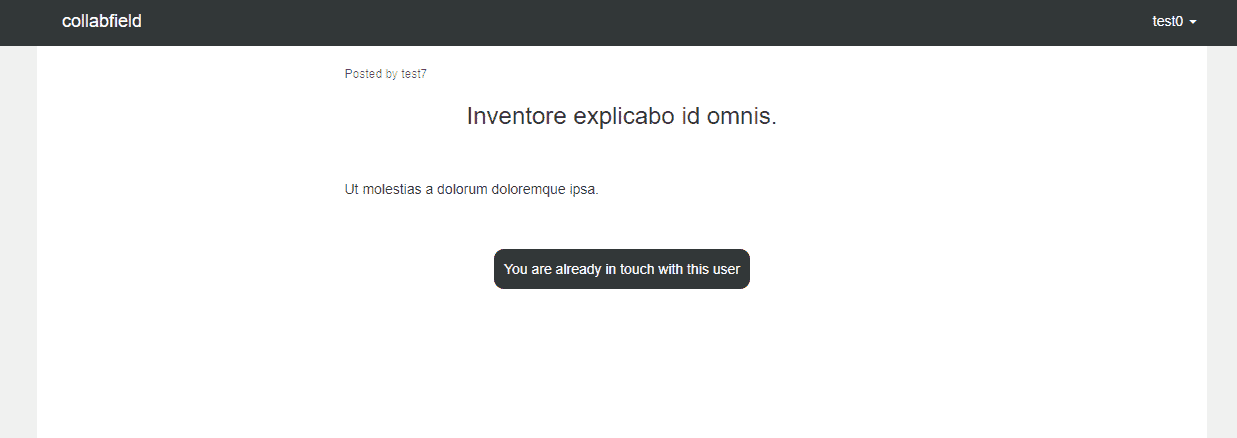 collabfield
test0
Posted by test7
Inventore explicabo id omnis.
Ut molestias a dolorum doloremque ipsa.
You are already in touch with this user